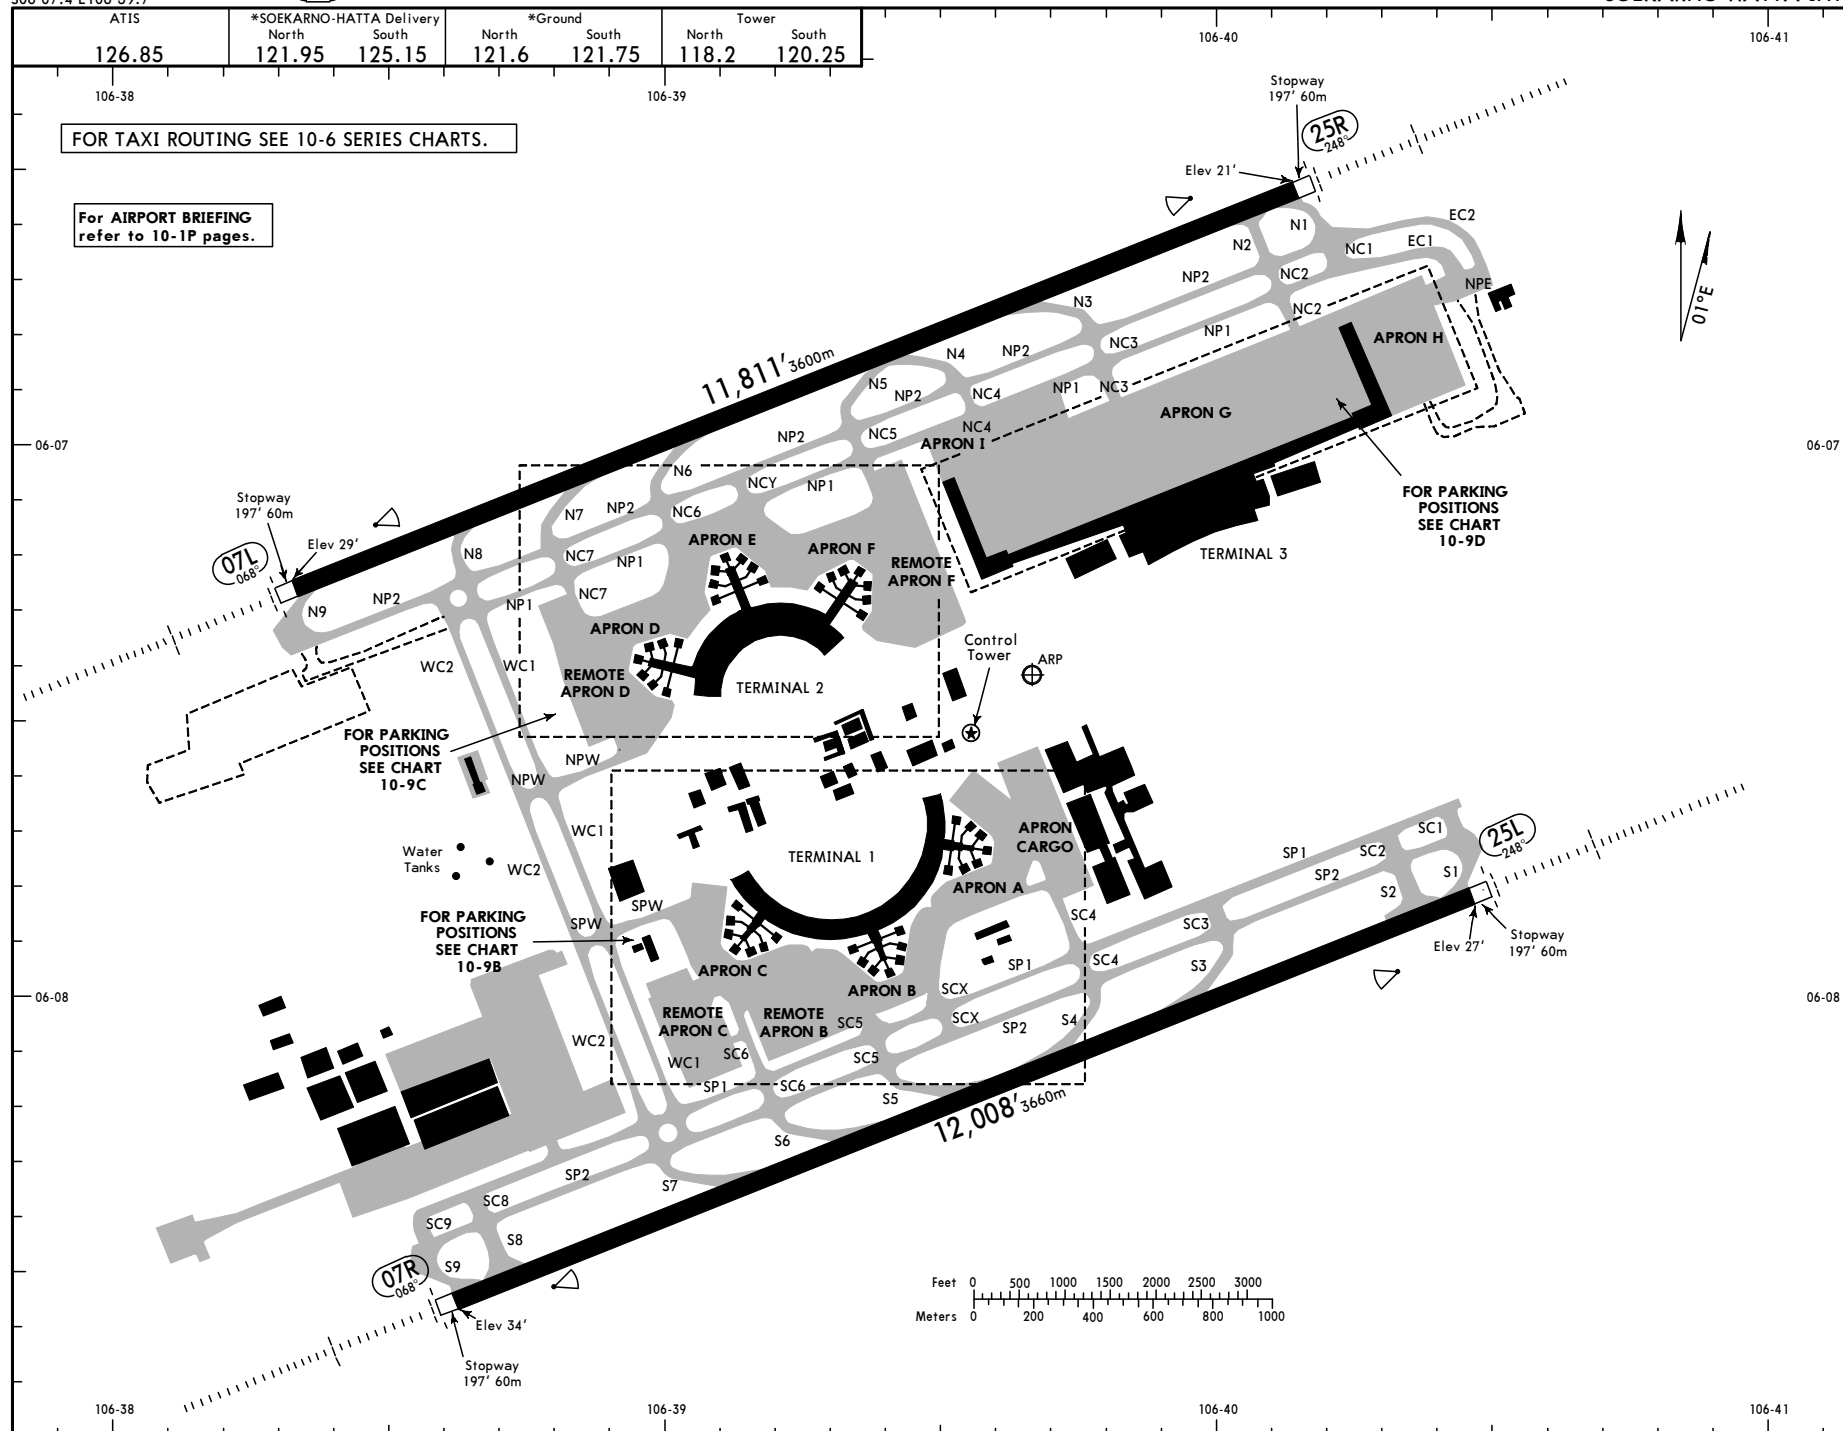 ATIS
*SOEKARNO-HATTA Delivery
*Ground
Tower
North South
North South
North South
126.85
121.95 125.15
121.6 121.75
118.2 120.25
106-38
106-39
106-40
106-41
FOR TAXI ROUTING SEE 10-6 SERIES CHARTS.
For AIRPORT BRIEFING
refer to 10-1P pages.
Stopway
197' 60m
25R
248°
Elev 21'
EC2
N1
N2
NC1
EC1
NC2
NP2
NPE
01°E
N3
NC2
NP1
APRON H
11,811' 3600m
N4
NP2
NC3
N5
NP2
NC4
NP1
NC3
APRON G
NP2
NC5
NC4
APRON I
06-07
06-07
N6
NCY
NP1
Stopway
197' 60m
FOR PARKING
POSITIONS
SEE CHART
10-9D
N7
NP2
NC6
07L
068°
Elev 29'
N8
NC7
NP1
APRON E
APRON F
REMOTE
APRON F
TERMINAL 3
N9
NP2
NP1
NC7
APRON D
Control
Tower
ARP
WC2
WC1
REMOTE
APRON D
TERMINAL 2
FOR PARKING
POSITIONS
SEE CHART
10-9C
NPW
NPW
WC1
TERMINAL 1
APRON
CARGO
Water
Tanks
WC2
APRON A
SP1
SC2
SC1
25L
248°
SP2
S2
S1
SPW
SPW
SC4
SC3
FOR PARKING
POSITIONS
SEE CHART
10-9B
Elev 27'
Stopway
197' 60m
APRON C
SP1
SC4
S3
APRON B
SCX
06-08
06-08
REMOTE
APRON C
REMOTE
APRON B
SC5
SCX
SP2
S4
WC2
WC1
SC6
SC5
SP1
SC6
S5
12,008' 3660m
S6
SP2
S7
SC8
SC9
S8
S9
07R
068°
Elev 34'
Stopway
197' 60m
Feet 0 500 1000 1500 2000 2500 3000
Meters 0 200 400 600 800 1000
106-38
106-39
106-40
106-41